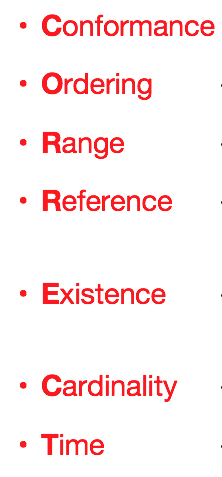 • Conformance
• Ordering
• Range
• Reference
• Existence
• Cardinality
• Time